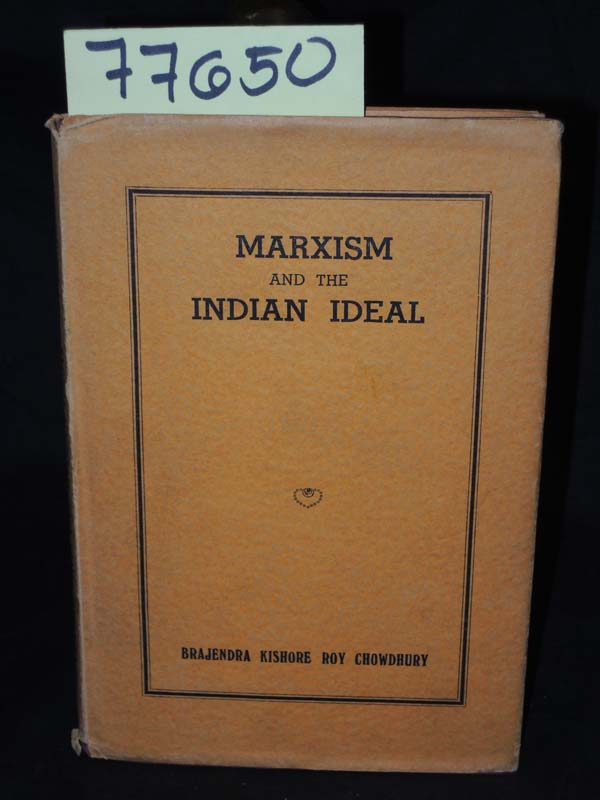 77650
MARXISM
AND THE
INDIAN IDEAL
BRAJENDRA KISHORE ROY CHOWDHURY